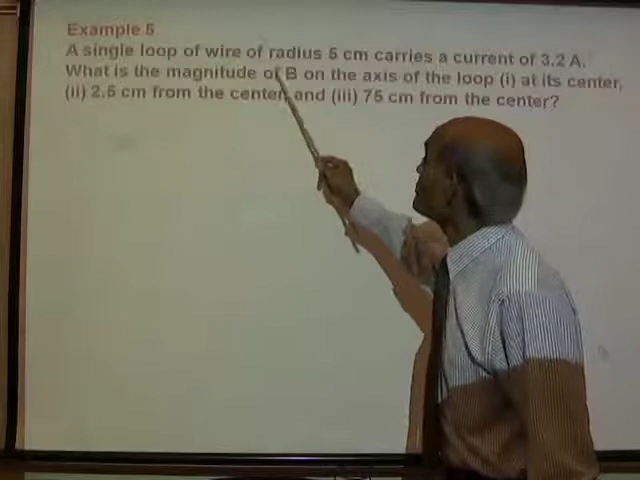 Example 5
A single loop of wire of radius 5 cm carries a current of 3.2 A.
What is the magnitude of B on the axis of the loop (i) at its center,
(ii) 2.5 cm from the center, and (iii) 75 cm from the center?